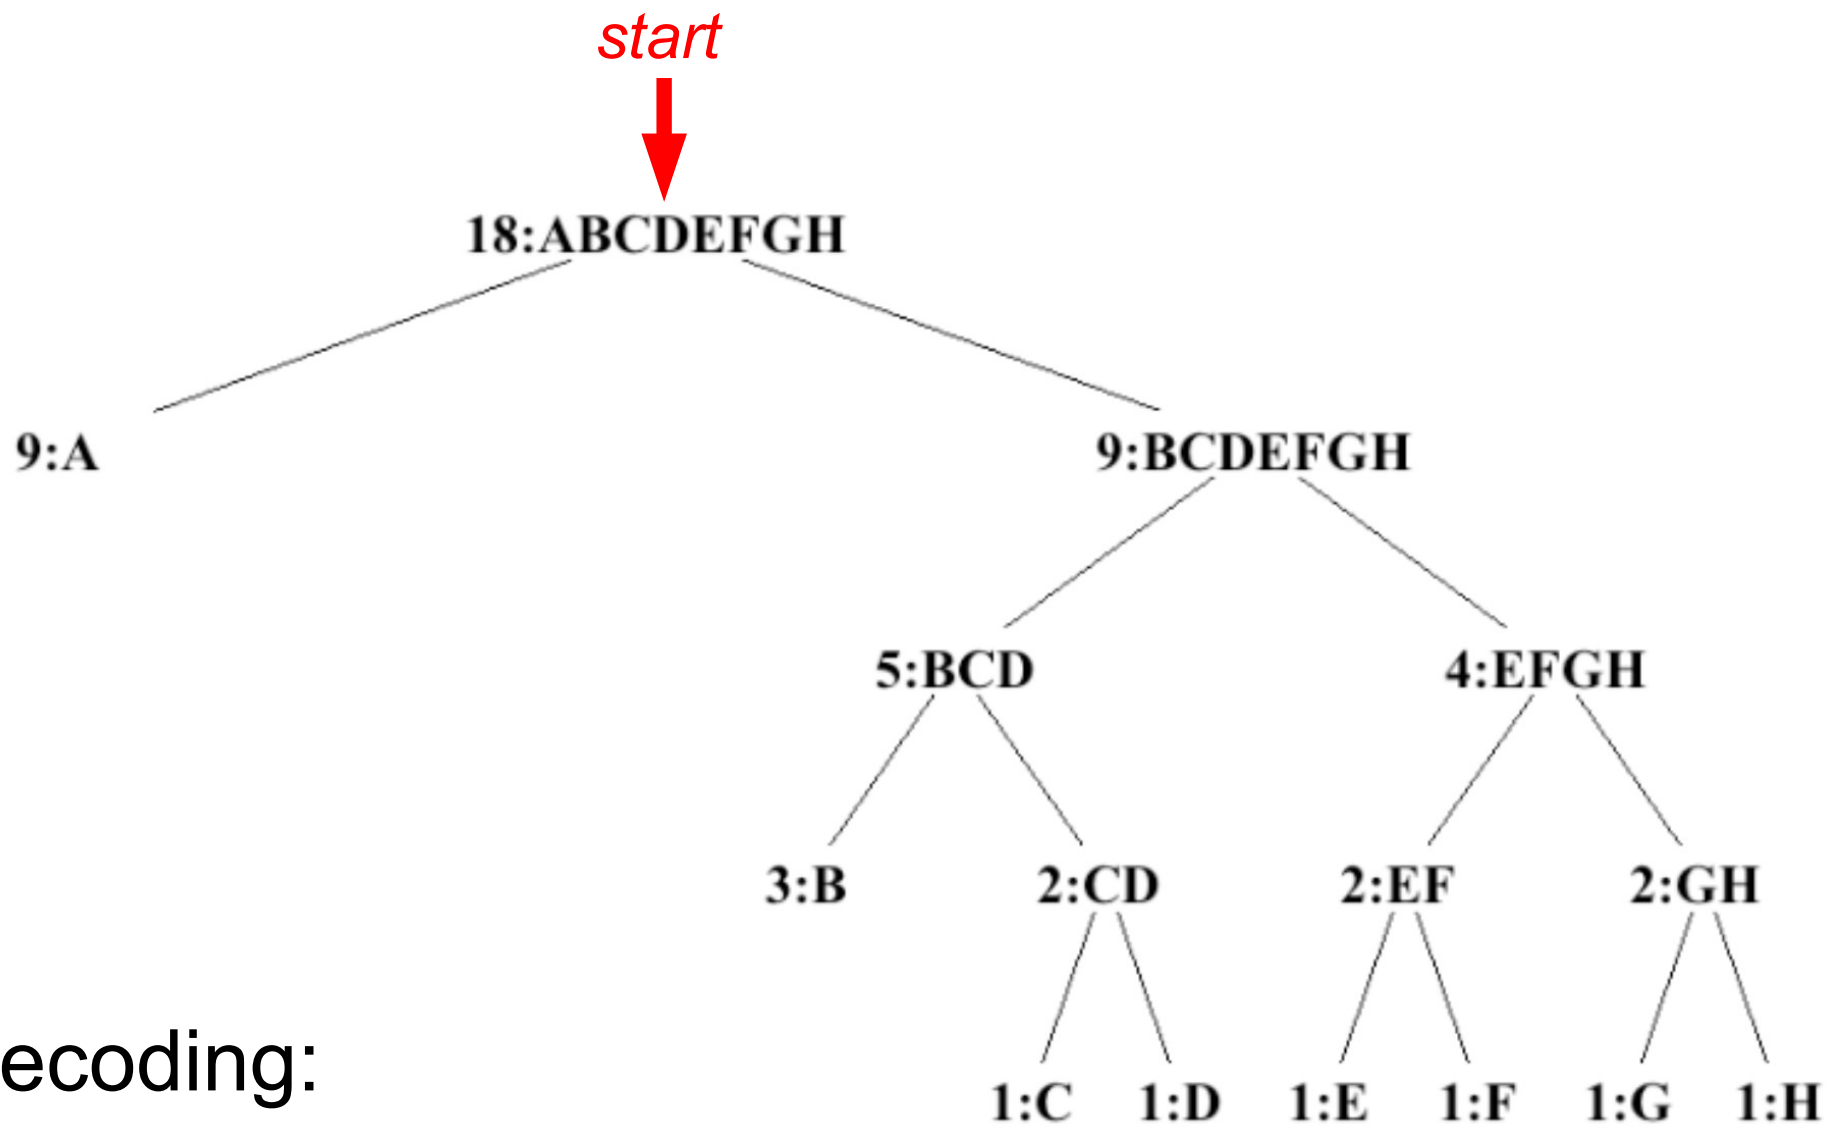 start
18:ABCDEFGH
9:A 9:BCDEFGH
5:BCD 4:EFGH
3:B 2:CD 2:EF 2:GH
ecoding:
1:C 1:D 1:E 1:F 1:G 1:H